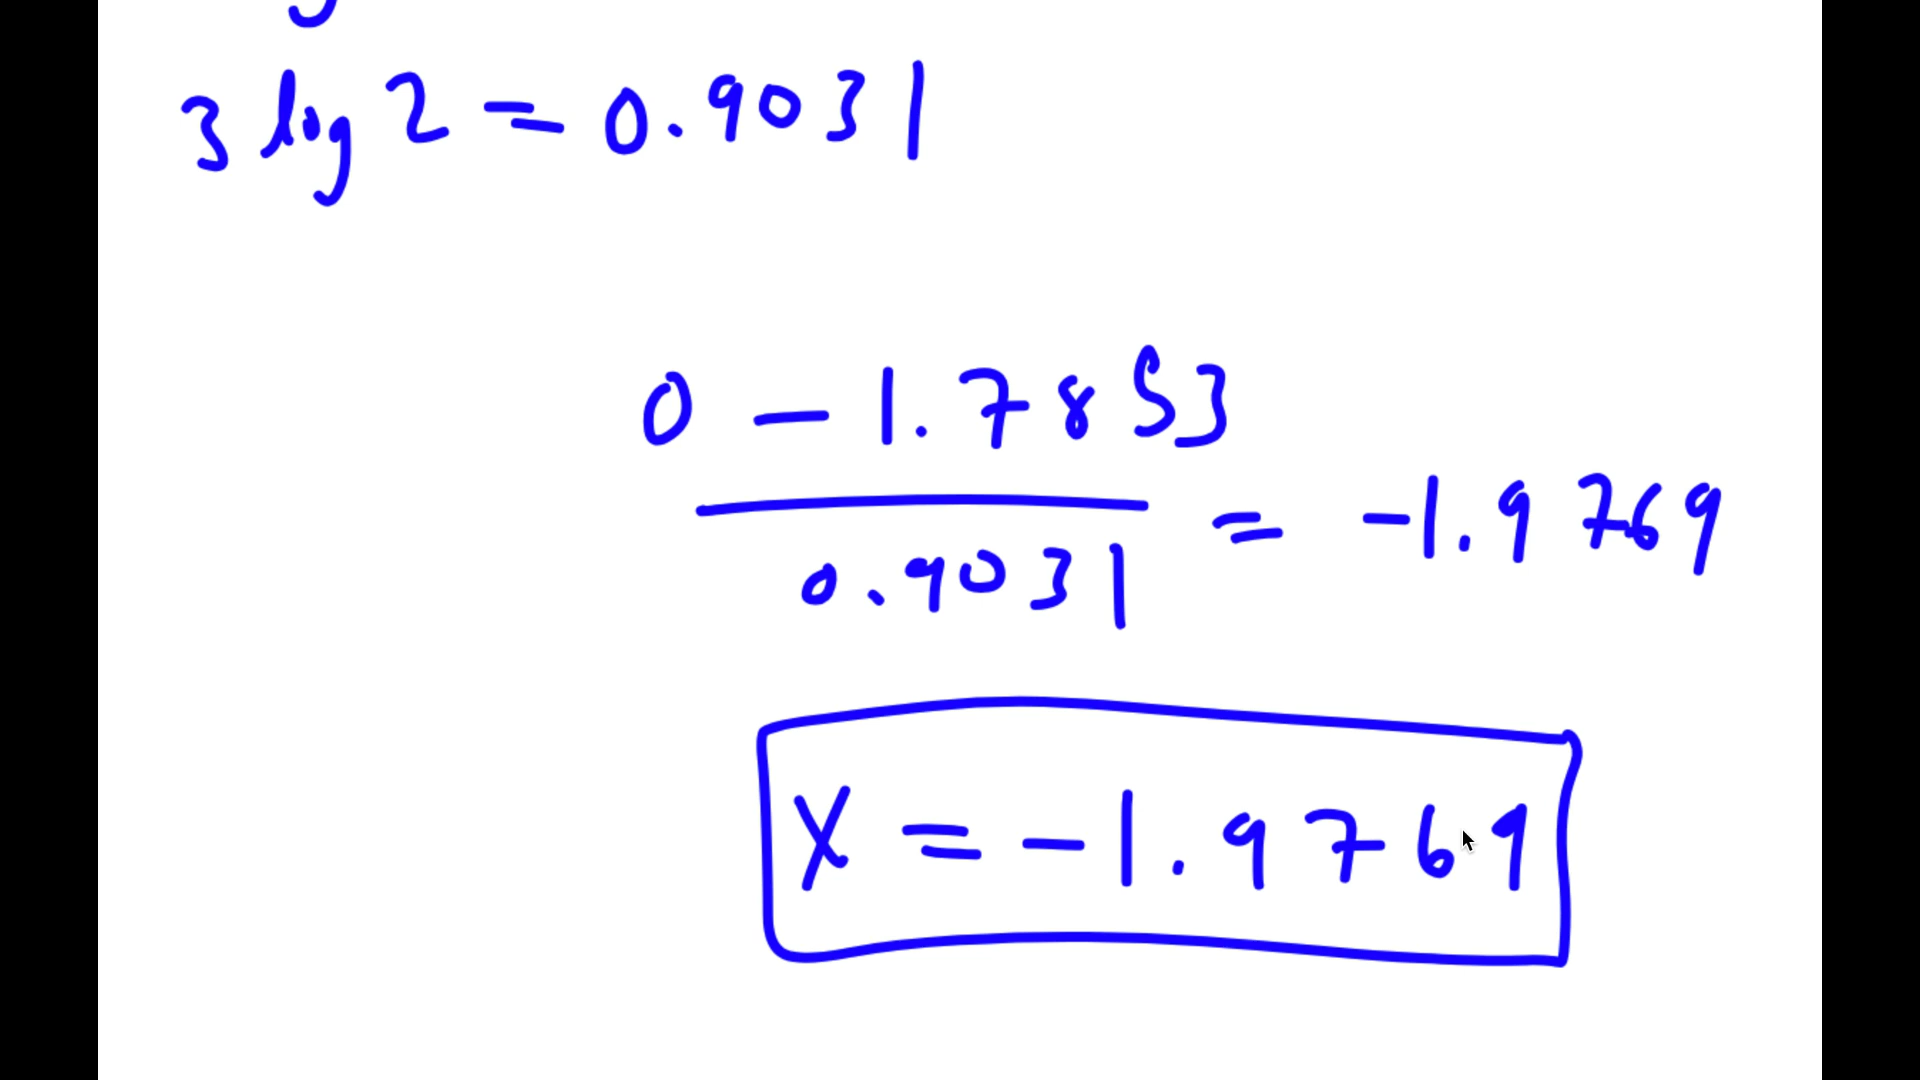 3 log 2 = 0.9031
0 - 1.7853
0.9031
= -1.9769
X = -1.9769